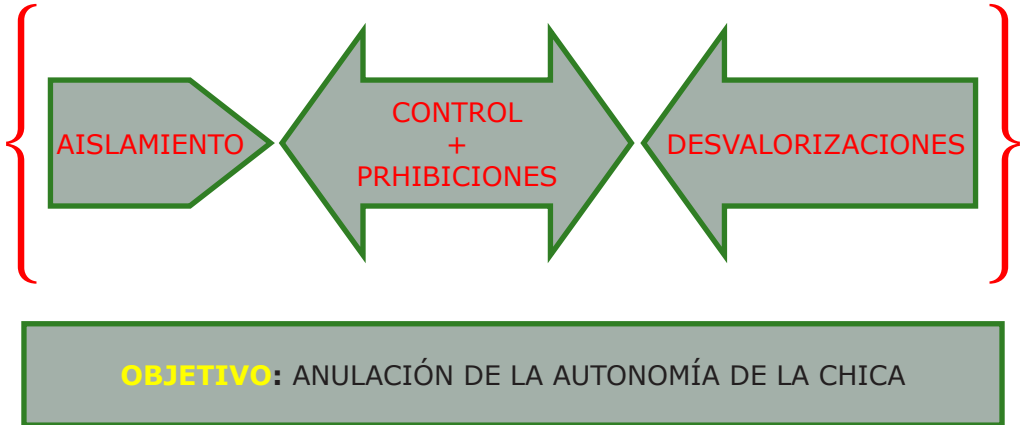 AISLAMIENTO
CONTROL
+
PRHIBICIONES
DESVALORIZACIONES
OBJETIVO: ANULACIÓN DE LA AUTONOMÍA DE LA CHICA